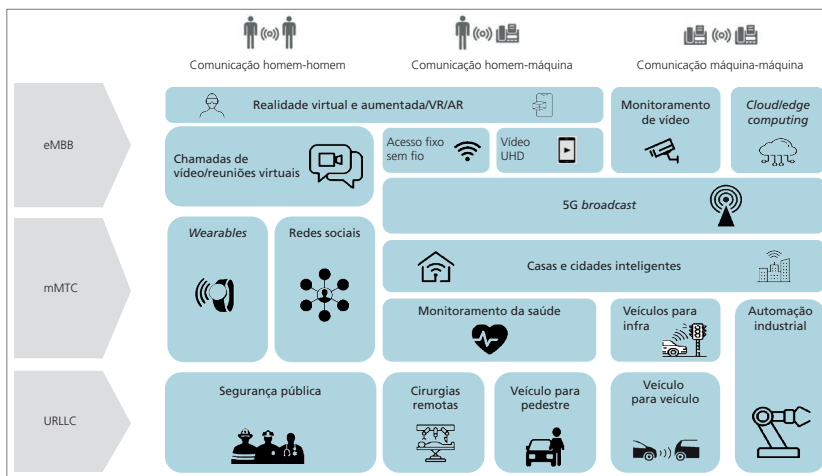 Comunicação homem-homem
Comunicação homem-máquina
Comunicação máquina-máquina
eMBB
Realidade virtual e aumentada/VR/AR
Monitoramento
de vídeo
Cloud/edge
computing
Chamadas de
vídeo/reuniões virtuais
Acesso fixo
sem fio
Vídeo
UHD
5G broadcast
mMTC
Wearables
Redes sociais
Casas e cidades inteligentes
Monitoramento da saúde
Veículos para
infra
Automação
industrial
URLLC
Segurança pública
Cirurgias
remotas
Veículo para
pedestre
Veículo
para veículo